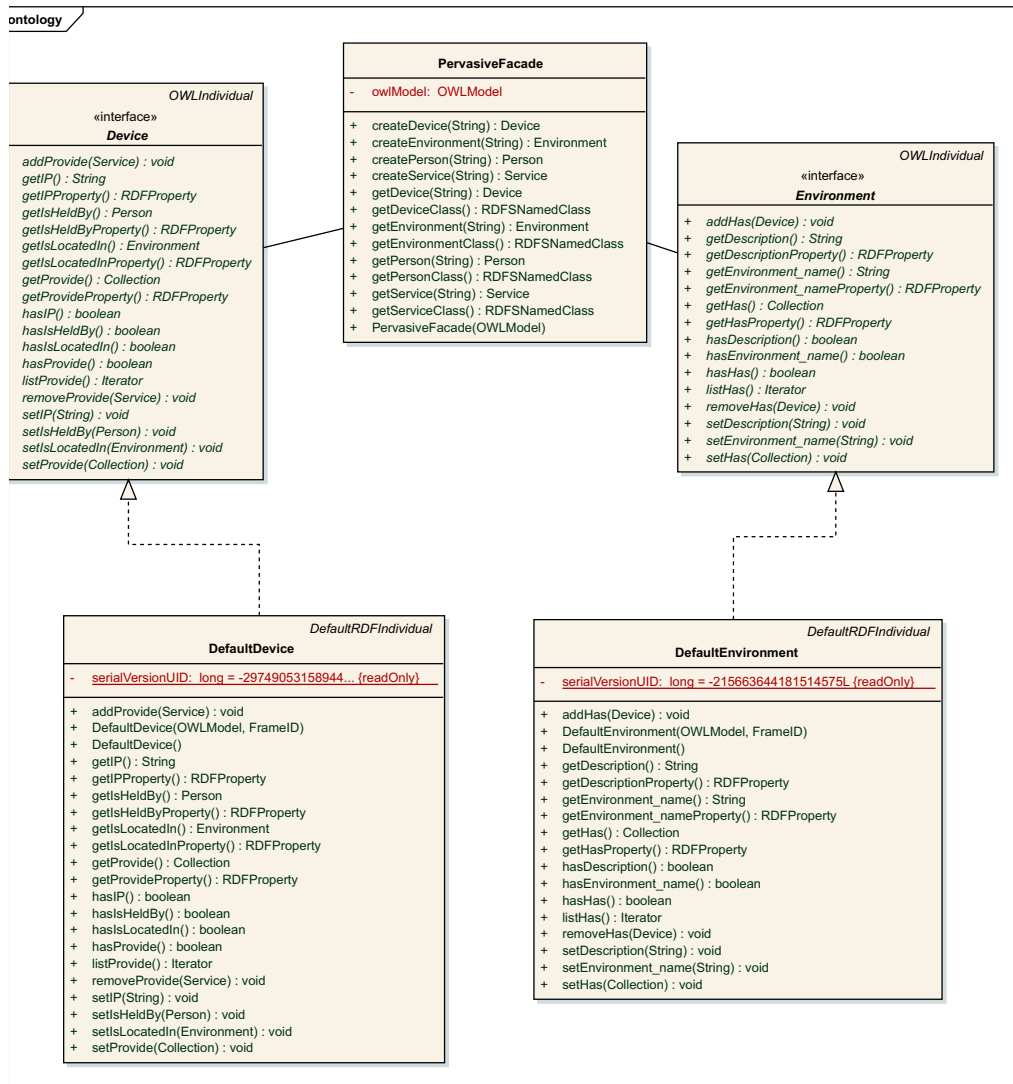 ontology
PervasiveFacade
- owlModel: OWLModel
+ createDevice(String) : Device
+ createEnvironment(String) : Environment
+ createPerson(String) : Person
+ createService(String) : Service
+ getDevice(String) : Device
+ getDeviceClass() : RDFSNamedClass
+ getEnvironment(String) : Environment
+ getEnvironmentClass() : RDFSNamedClass
+ getPerson(String) : Person
+ getPersonClass() : RDFSNamedClass
+ getService(String) : Service
+ getServiceClass() : RDFSNamedClass
+ PervasiveFacade(OWLModel)
OWLIndividual
«interface»
Device
addProvide(Service) : void
getIP() : String
getIPProperty() : RDFProperty
getIsHeldBy() : Person
getIsHeldByProperty() : RDFProperty
getIsLocatedIn() : Environment
getIsLocatedInProperty() : RDFProperty
getProvide() : Collection
getProvideProperty() : RDFProperty
hasIP() : boolean
hasIsHeldBy() : boolean
hasIsLocatedIn() : boolean
hasProvide() : boolean
listProvide() : Iterator
removeProvide(Service) : void
setIP(String) : void
setIsHeldBy(Person) : void
setIsLocatedIn(Environment) : void
setProvide(Collection) : void
OWLIndividual
«interface»
Environment
+ addHas(Device) : void
+ getDescription() : String
+ getDescriptionProperty() : RDFProperty
+ getEnvironment_name() : String
+ getEnvironment_nameProperty() : RDFProperty
+ getHas() : Collection
+ getHasProperty() : RDFProperty
+ hasDescription() : boolean
+ hasEnvironment_name() : boolean
+ hasHas() : boolean
+ listHas() : Iterator
+ removeHas(Device) : void
+ setDescription(String) : void
+ setEnvironment_name(String) : void
+ setHas(Collection) : void
DefaultRDFIndividual
DefaultDevice
- serialVersionUID: long = -29749053158944... {readOnly}
+ addProvide(Service) : void
+ DefaultDevice(OWLModel, FrameID)
+ DefaultDevice()
+ getIP() : String
+ getIPProperty() : RDFProperty
+ getIsHeldBy() : Person
+ getIsHeldByProperty() : RDFProperty
+ getIsLocatedIn() : Environment
+ getIsLocatedInProperty() : RDFProperty
+ getProvide() : Collection
+ getProvideProperty() : RDFProperty
+ hasIP() : boolean
+ hasIsHeldBy() : boolean
+ hasIsLocatedIn() : boolean
+ hasProvide() : boolean
+ listProvide() : Iterator
+ removeProvide(Service) : void
+ setIP(String) : void
+ setIsHeldBy(Person) : void
+ setIsLocatedIn(Environment) : void
+ setProvide(Collection) : void
DefaultRDFIndividual
DefaultEnvironment
- serialVersionUID: long = -215663644181514575L {readOnly}
+ addHas(Device) : void
+ DefaultEnvironment(OWLModel, FrameID)
+ DefaultEnvironment()
+ getDescription() : String
+ getDescriptionProperty() : RDFProperty
+ getEnvironment_name() : String
+ getEnvironment_nameProperty() : RDFProperty
+ getHas() : Collection
+ getHasProperty() : RDFProperty
+ hasDescription() : boolean
+ hasEnvironment_name() : boolean
+ hasHas() : boolean
+ listHas() : Iterator
+ removeHas(Device) : void
+ setDescription(String) : void
+ setEnvironment_name(String) : void
+ setHas(Collection) : void